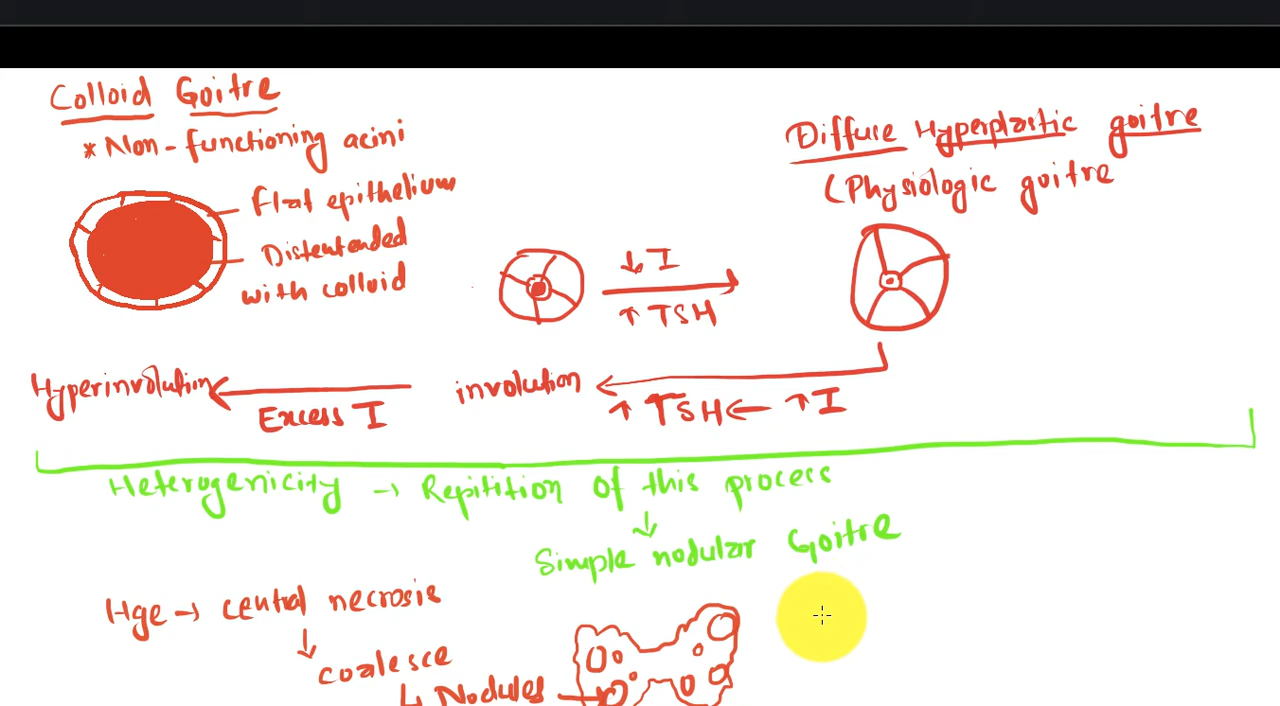 Colloid Goitre
* Non-functioning acini
Flat epithelium
Distentended
with colloid
Diffuse Hyperplastic goitre
(Physiologic goitre
↓ I
↑ TSH
Hyperinvolution
Excess I
involution
↑ TSH ← ↑ I
Heterogenicity → Repitition of this process
↓
Simple nodular Goitre
Hge → central necrosis
↓
coalesce
↳ Nodules